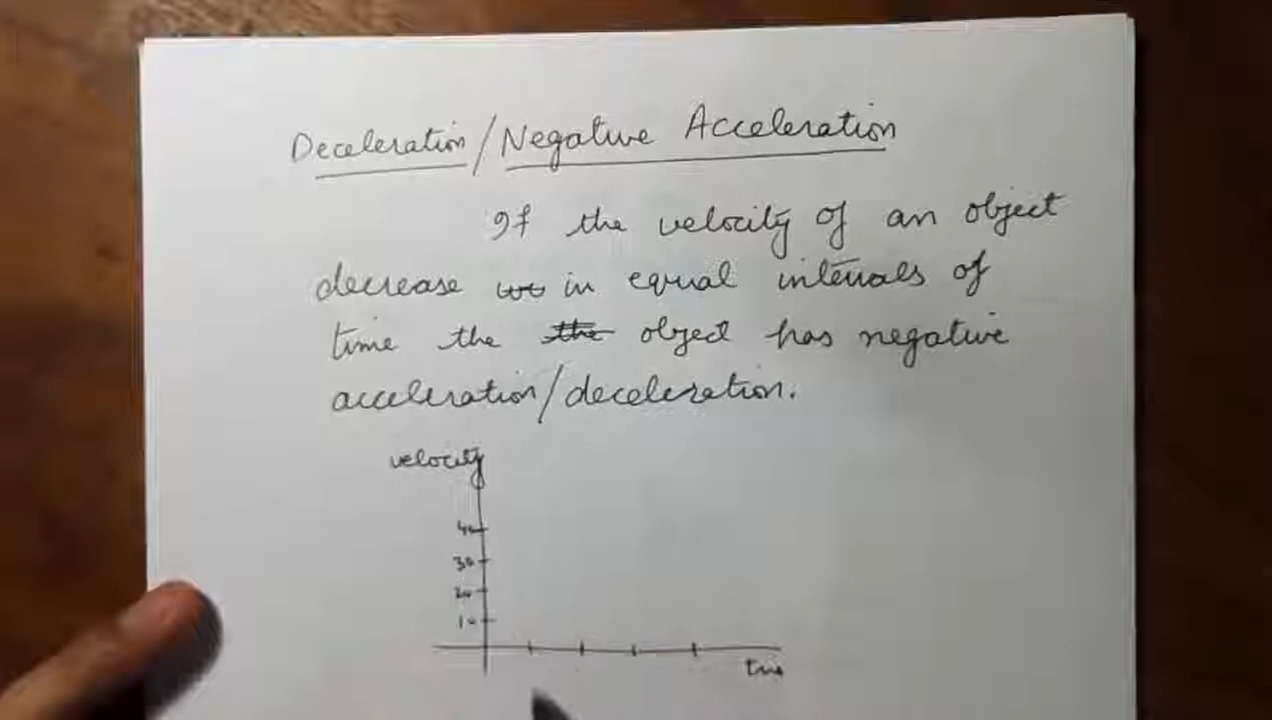 Deceleration/Negative Acceleration
If the velocity of an object
decrease in equal intervals of
time the the object has negative
acceleration/deceleration.
velocity
40
30
20
10
time